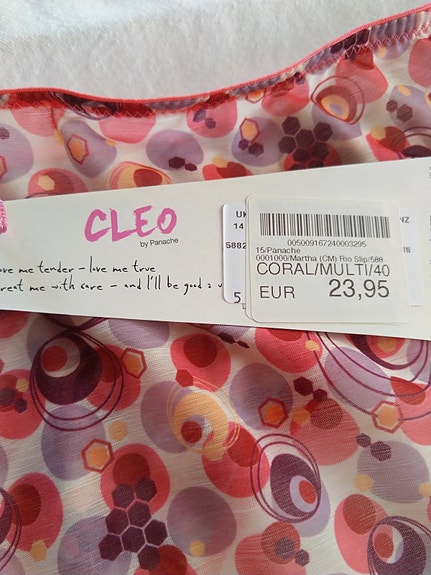 CLEO
by Panache
ove me tender – love me true
reat me with care – and I'll be good
UK
14
5882
5
NZ
005009167240003295
15/Panache
0001000/Martha (CM) Rio Slip/588
CORAL/MULTI/40
EUR 23,95